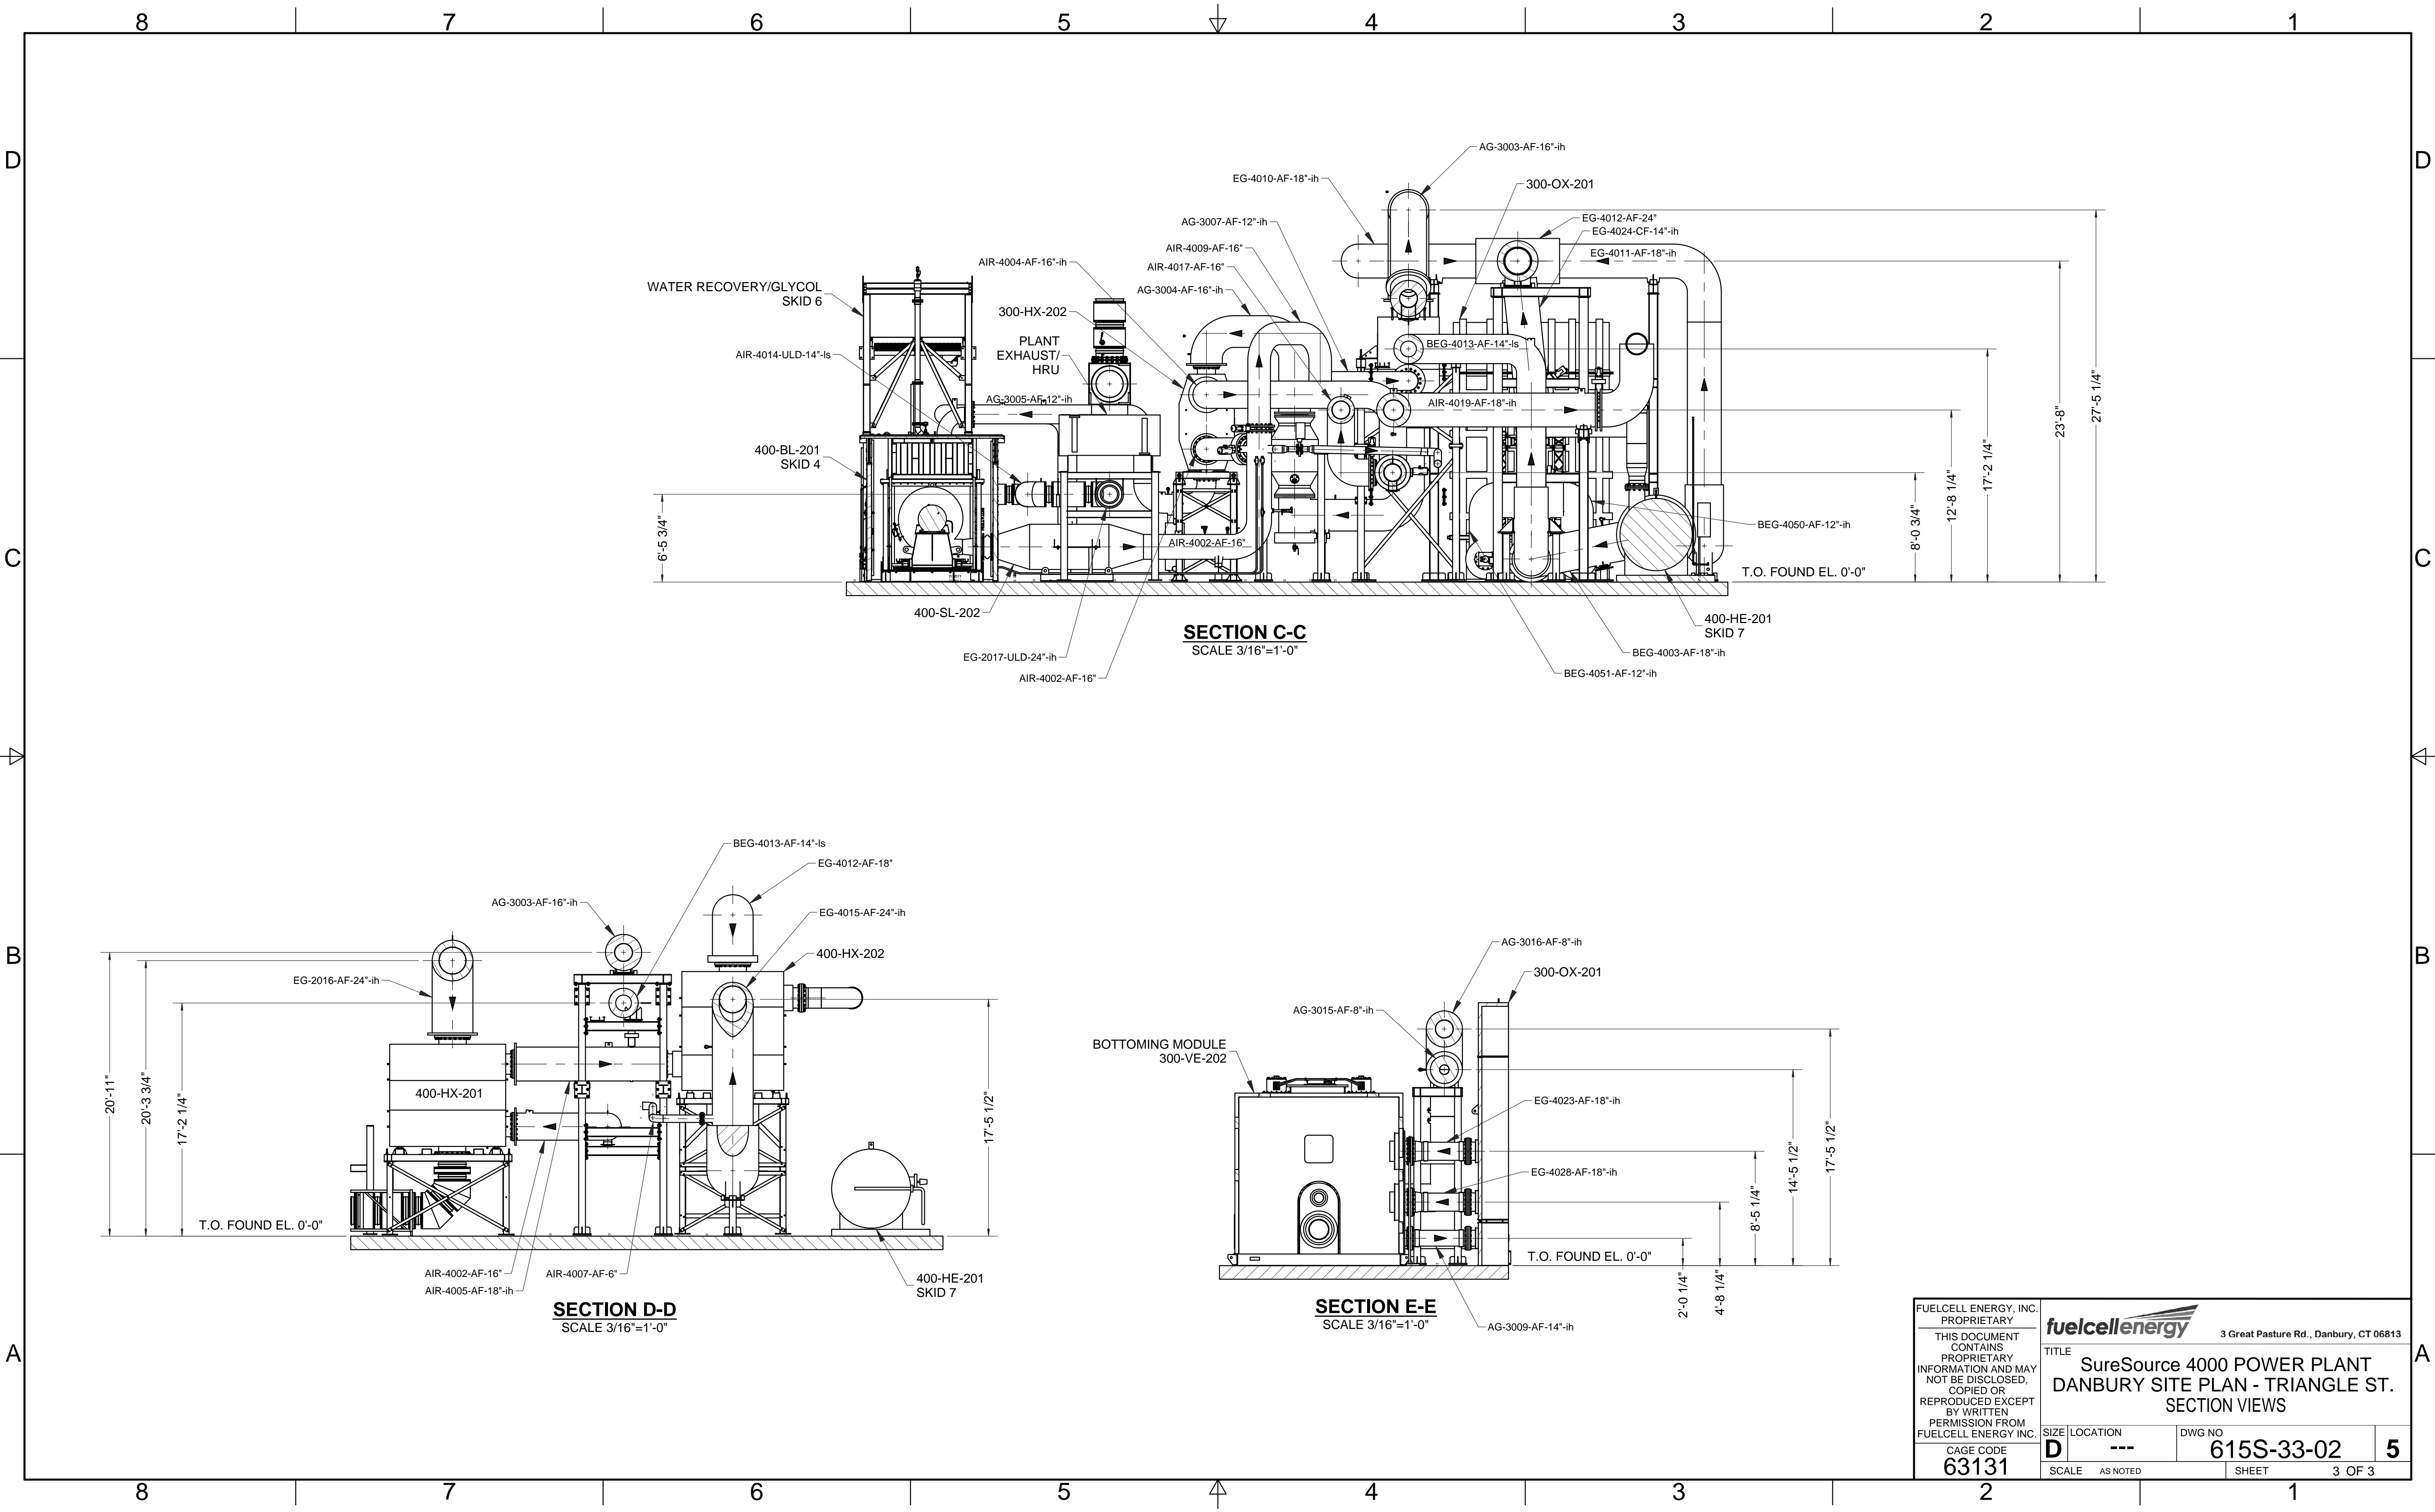 8 7 6 5 4 3 2 1
D
D
AG-3003-AF-16"-ih
EG-4010-AF-18"-ih
300-OX-201
AG-3007-AF-12"-ih
EG-4012-AF-24"
EG-4024-CF-14"-ih
AIR-4009-AF-16"
EG-4011-AF-18"-ih
AIR-4004-AF-16"-ih
AIR-4017-AF-16"
AG-3004-AF-16"-ih
WATER RECOVERY/GLYCOL
SKID 6
300-HX-202
PLANT
EXHAUST/
HRU
AIR-4014-ULD-14"-ls
BEG-4013-AF-14"-ls
AG-3005-AF-12"-ih
AIR-4019-AF-18"-ih
400-BL-201
SKID 4
6'-5 3/4"
8'-0 3/4"
12'-8 1/4"
17'-2 1/4"
23'-8"
27'-5 1/4"
BEG-4050-AF-12"-ih
AIR-4002-AF-16"
C
C
T.O. FOUND EL. 0'-0"
400-SL-202
400-HE-201
SKID 7
SECTION C-C
SCALE 3/16"=1'-0"
EG-2017-ULD-24"-ih
BEG-4003-AF-18"-ih
AIR-4002-AF-16"
BEG-4051-AF-12"-ih
BEG-4013-AF-14"-ls
EG-4012-AF-18"
AG-3003-AF-16"-ih
EG-4015-AF-24"-ih
400-HX-202
EG-2016-AF-24"-ih
400-HX-201
20'-11"
20'-3 3/4"
17'-2 1/4"
17'-5 1/2"
T.O. FOUND EL. 0'-0"
AIR-4002-AF-16"
AIR-4007-AF-6"
AIR-4005-AF-18"-ih
400-HE-201
SKID 7
SECTION D-D
SCALE 3/16"=1'-0"
B
B
AG-3016-AF-8"-ih
300-OX-201
AG-3015-AF-8"-ih
BOTTOMING MODULE
300-VE-202
EG-4023-AF-18"-ih
EG-4028-AF-18"-ih
T.O. FOUND EL. 0'-0"
2'-0 1/4"
4'-8 1/4"
8'-5 1/4"
14'-5 1/2"
17'-5 1/2"
SECTION E-E
SCALE 3/16"=1'-0"
AG-3009-AF-14"-ih
A
A
FUELCELL ENERGY, INC.
PROPRIETARY
THIS DOCUMENT
CONTAINS
PROPRIETARY
INFORMATION AND MAY
NOT BE DISCLOSED,
COPIED OR
REPRODUCED EXCEPT
BY WRITTEN
PERMISSION FROM
FUELCELL ENERGY INC.
CAGE CODE
63131
fuelcellenergy
3 Great Pasture Rd., Danbury, CT 06813
TITLE
SureSource 4000 POWER PLANT
DANBURY SITE PLAN - TRIANGLE ST.
SECTION VIEWS
SIZE LOCATION DWG NO
D --- 615S-33-02 5
SCALE AS NOTED SHEET 3 OF 3
8 7 6 5 4 3 2 1